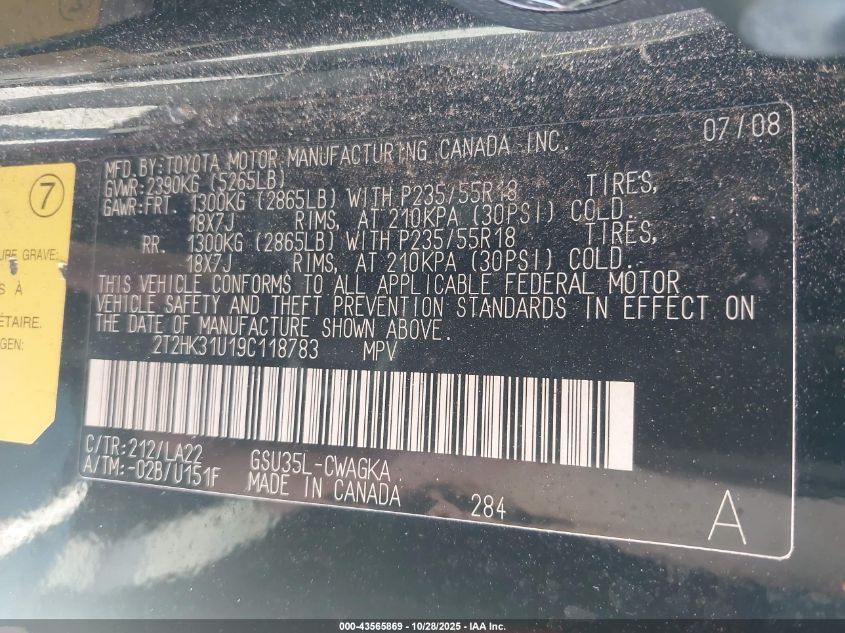 07/08
MFD.BY:TOYOTA MOTOR MANUFACTURING CANADA INC.
GVWR:2390KG (5265LB)
GAWR:FRT. 1300KG (2865LB) WITH P235/55R18 TIRES,
18X7J RIMS, AT 210KPA (30PSI) COLD.
RR. 1300KG (2865LB) WITH P235/55R18 TIRES,
18X7J RIMS, AT 210KPA (30PSI) COLD.
THIS VEHICLE CONFORMS TO ALL APPLICABLE FEDERAL MOTOR
VEHICLE SAFETY AND THEFT PREVENTION STANDARDS IN EFFECT ON
THE DATE OF MANUFACTURE SHOWN ABOVE.
2T2HK31U19C118783 MPV
C/TR:212/LA22 GSU35L-CWAGKA
A/TM:-02B/U151F MADE IN CANADA 284
A
7
GRAVE:
À
000-43565869 - 10/28/2025 - IAA Inc.